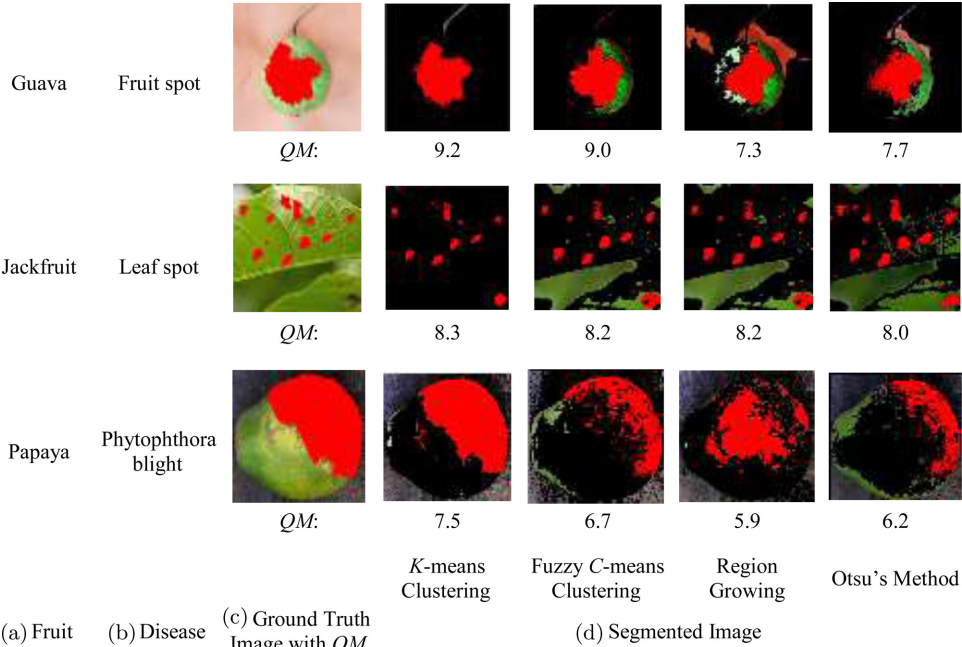 Guava Fruit spot
QM: 9.2 9.0 7.3 7.7
Jackfruit Leaf spot
QM: 8.3 8.2 8.2 8.0
Papaya Phytophthora
blight
QM: 7.5 6.7 5.9 6.2
K-means
Clustering
Fuzzy C-means
Clustering
Region
Growing
Otsu's Method
(a) Fruit
(b) Disease
(c) Ground Truth
Image with QM
(d) Segmented Image